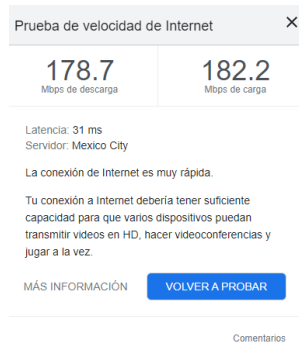 Prueba de velocidad de Internet
178.7 182.2
Mbps de descarga Mbps de carga
Latencia: 31 ms
Servidor: Mexico City
La conexión de Internet es muy rápida.
Tu conexión a Internet debería tener suficiente
capacidad para que varios dispositivos puedan
transmitir videos en HD, hacer videoconferencias y
jugar a la vez.
MÁS INFORMACIÓN VOLVER A PROBAR
Comentarios